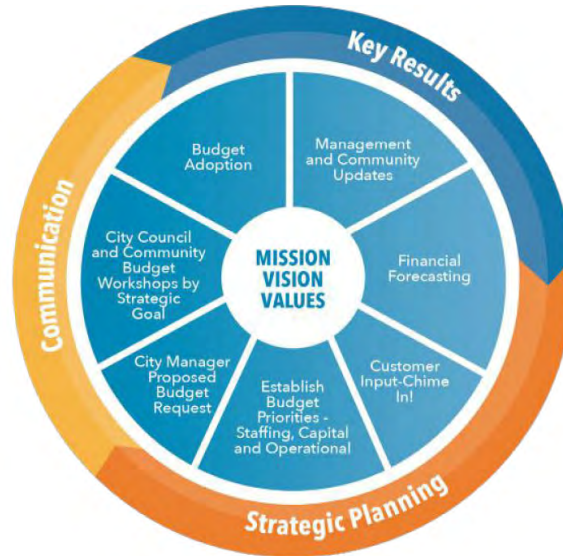 Key Results
Strategic Planning
Communication
MISSION
VISION
VALUES
Management
and Community
Updates
Financial
Forecasting
Customer
Input-Chime
In!
Establish
Budget
Priorities -
Staffing, Capital
and Operational
City Manager
Proposed
Budget
Request
City Council
and Community
Budget
Workshops by
Strategic
Goal
Budget
Adoption